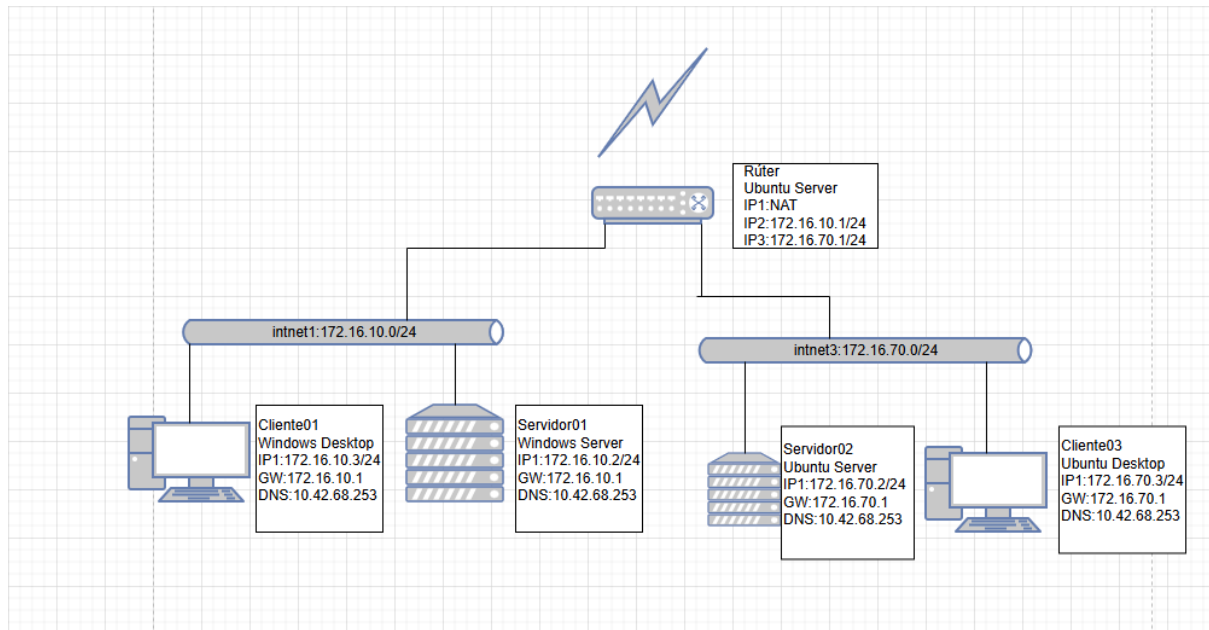 Rúter
Ubuntu Server
IP1:NAT
IP2:172.16.10.1/24
IP3:172.16.70.1/24
intnet1:172.16.10.0/24
intnet3:172.16.70.0/24
Cliente01
Windows Desktop
IP1:172.16.10.3/24
GW:172.16.10.1
DNS:10.42.68.253
Servidor01
Windows Server
IP1:172.16.10.2/24
GW:172.16.10.1
DNS:10.42.68.253
Servidor02
Ubuntu Server
IP1:172.16.70.2/24
GW:172.16.70.1
DNS:10.42.68.253
Cliente03
Ubuntu Desktop
IP1:172.16.70.3/24
GW:172.16.70.1
DNS:10.42.68.253